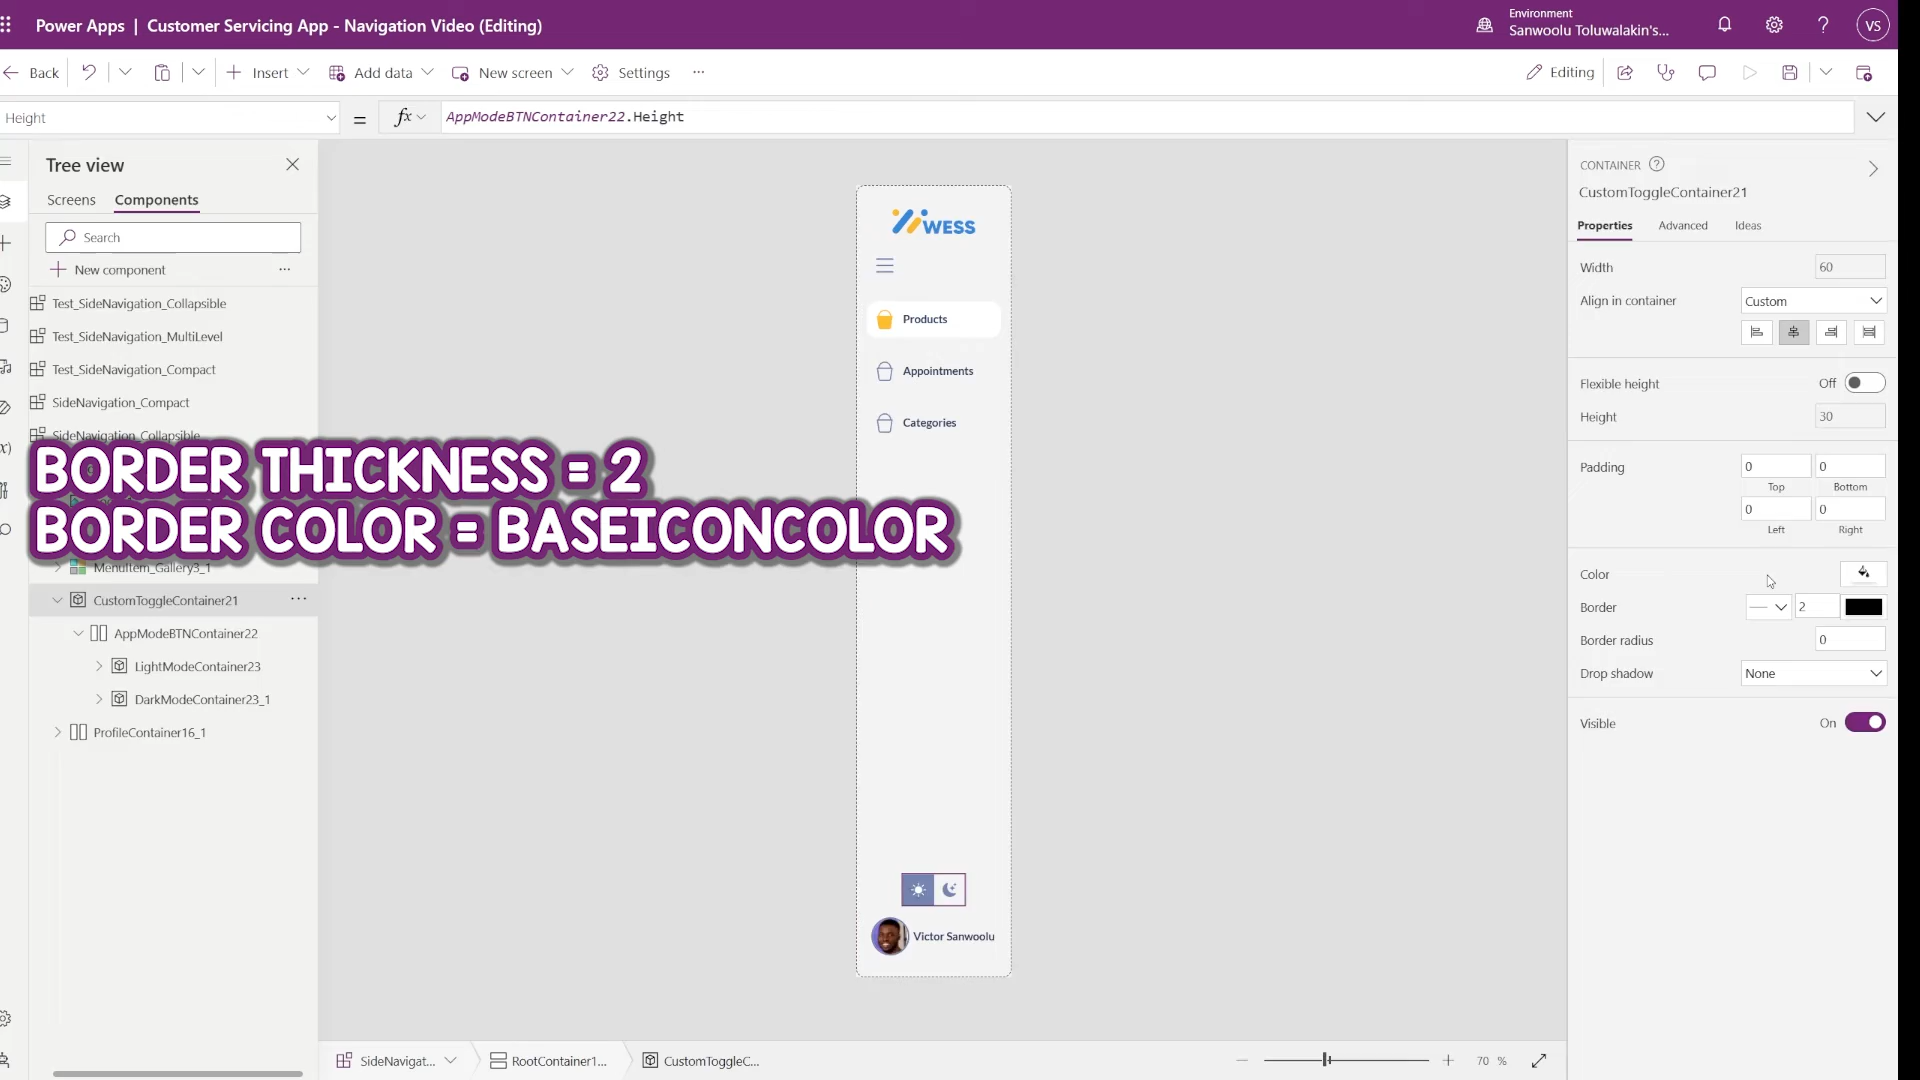 Power Apps | Customer Servicing App - Navigation Video (Editing)
Environment
Sanwoolu Toluwalakin's...
VS
Back
Insert
Add data
New screen
Settings
Editing
Height
= fx AppModeBTNContainer22.Height
Tree view
Screens
Components
Search
New component
Test_SideNavigation_Collapsible
Test_SideNavigation_MultiLevel
Test_SideNavigation_Compact
SideNavigation_Compact
SideNavigation_Collapsible
BORDER THICKNESS = 2
BORDER COLOR = BASEICONCOLOR
MenuItem_Gallery3_1
CustomToggleContainer21
AppModeBTNContainer22
LightModeContainer23
DarkModeContainer23_1
ProfileContainer16_1
WESS
Products
Appointments
Categories
Victor Sanwoolu
CONTAINER
CustomToggleContainer21
Properties
Advanced
Ideas
Width
60
Align in container
Custom
Flexible height
Off
Height
30
Padding
0
0
Top
Bottom
0
0
Left
Right
Color
Border
2
Border radius
0
Drop shadow
None
Visible
On
SideNavigat...
RootContainer1...
CustomToggleC...
70 %